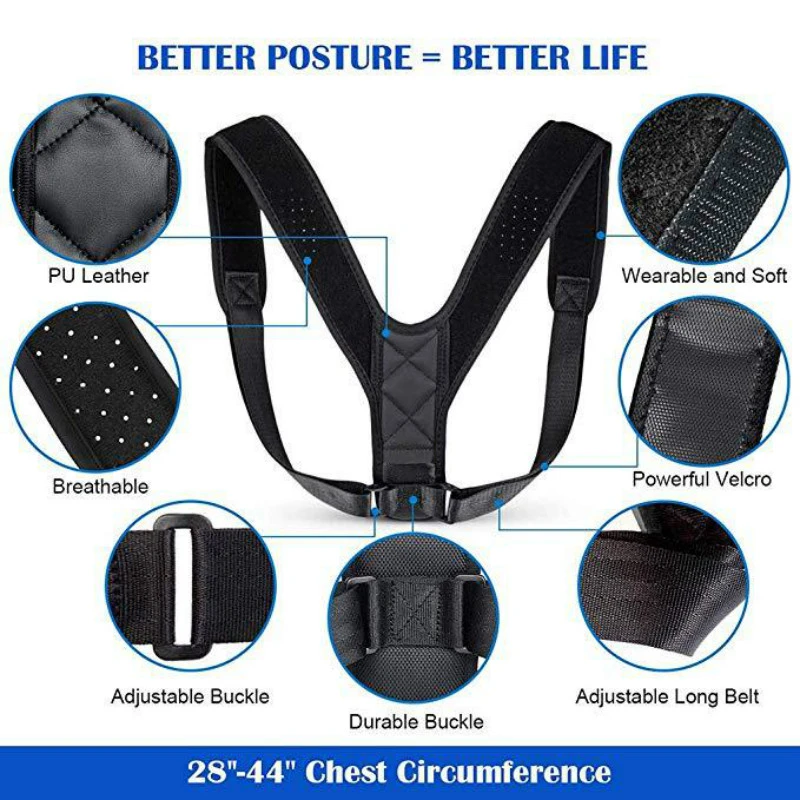 BETTER POSTURE = BETTER LIFE
PU Leather
Wearable and Soft
Breathable
Powerful Velcro
Adjustable Buckle
Durable Buckle
Adjustable Long Belt
28"-44" Chest Circumference